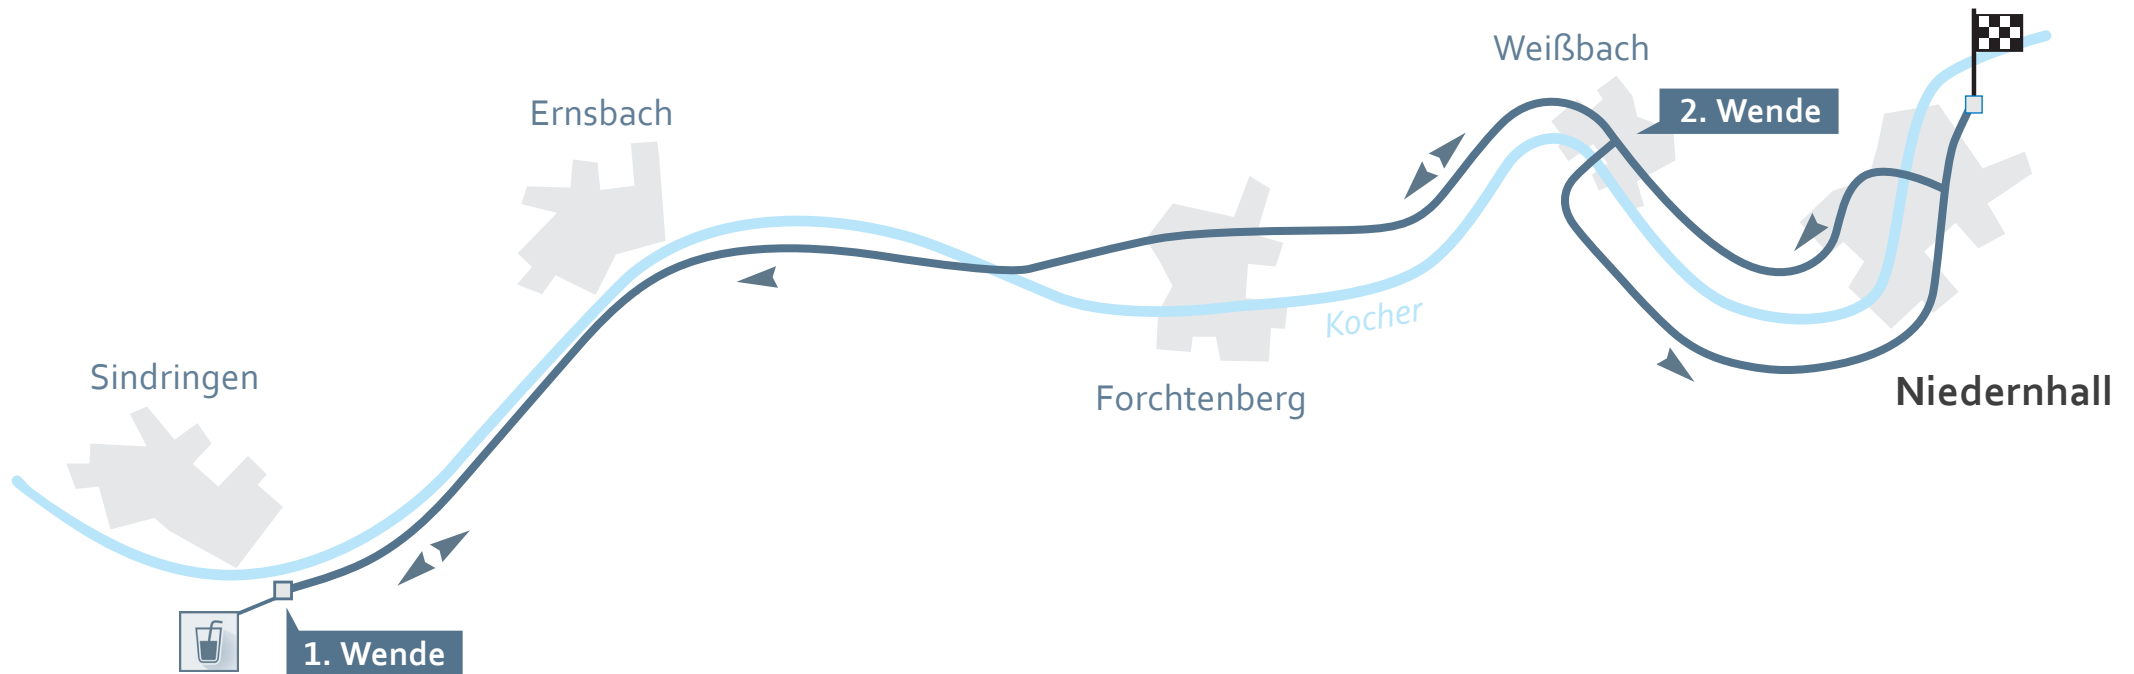 Weißbach
2. Wende
Ernsbach
Kocher
Sindringen
Forchtenberg
Niedernhall
1. Wende